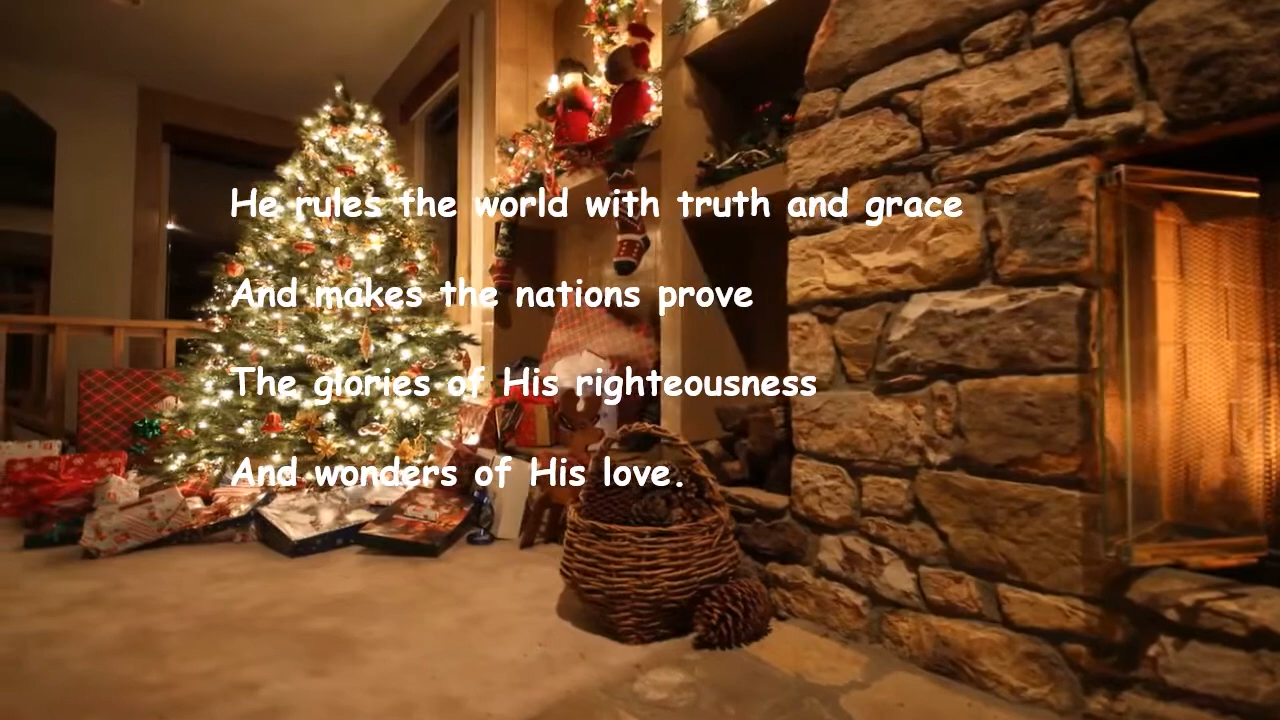 He rules the world with truth and grace
And makes the nations prove
The glories of His righteousness
And wonders of His love.